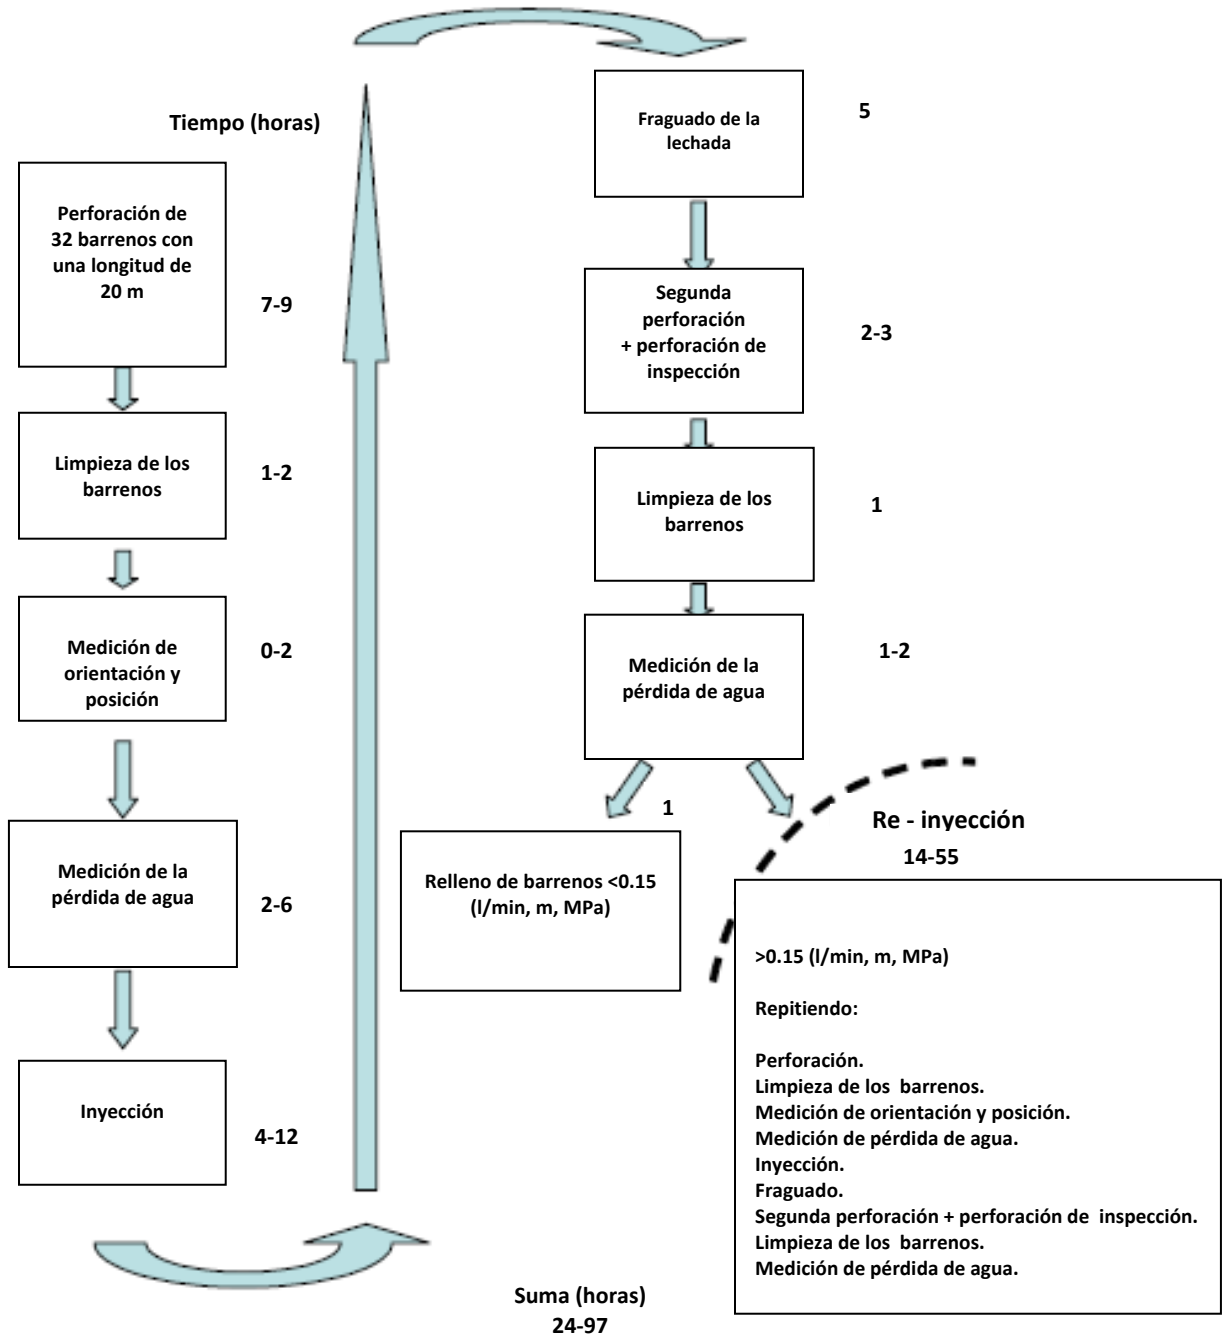 Tiempo (horas)
Perforación de
32 barrenos con
una longitud de
20 m
7-9
Limpieza de los
barrenos
1-2
Medición de
orientación y
posición
0-2
Medición de la
pérdida de agua
2-6
Inyección
4-12
Fraguado de la
lechada
5
Segunda
perforación
+ perforación de
inspección
2-3
Limpieza de los
barrenos
1
Medición de la
pérdida de agua
1-2
1
Relleno de barrenos <0.15
(l/min, m, MPa)
Re - inyección
14-55
>0.15 (l/min, m, MPa)
Repitiendo:
Perforación.
Limpieza de los  barrenos.
Medición de orientación y posición.
Medición de pérdida de agua.
Inyección.
Fraguado.
Segunda perforación + perforación de  inspección.
Limpieza de los  barrenos.
Medición de pérdida de agua.
Suma (horas)
24-97